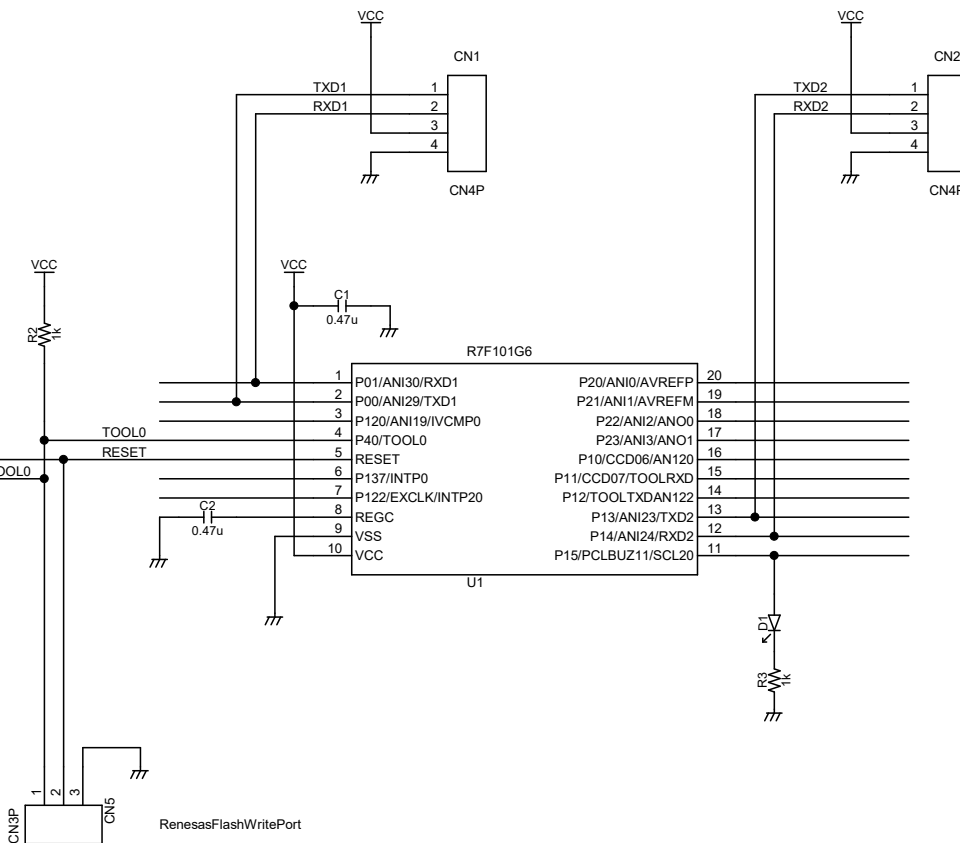 VCC
VCC
CN1
CN2
TXD1
1
RXD1
2
3
4
TXD2
1
RXD2
2
3
4
CN4P
CN4P
VCC
VCC
C1
0.47u
R2
1k
R7F101G6
1 P01/ANI30/RXD1
2 P00/ANI29/TXD1
3 P120/ANI19/IVCMP0
TOOL0 4 P40/TOOL0
RESET 5 RESET
OOL0
6 P137/INTP0
7 P122/EXCLK/INTP20
8 REGC
9 VSS
10 VCC
P20/ANI0/AVREFP 20
P21/ANI1/AVREFM 19
P22/ANI2/ANO0 18
P23/ANI3/ANO1 17
P10/CCD06/AN120 16
P11/CCD07/TOOLRXD 15
P12/TOOLTXDAN122 14
P13/ANI23/TXD2 13
P14/ANI24/RXD2 12
P15/PCLBUZ11/SCL20 11
C2
0.47u
U1
D1
R3
1k
1
2
3
CN3P
CN5
RenesasFlashWritePort